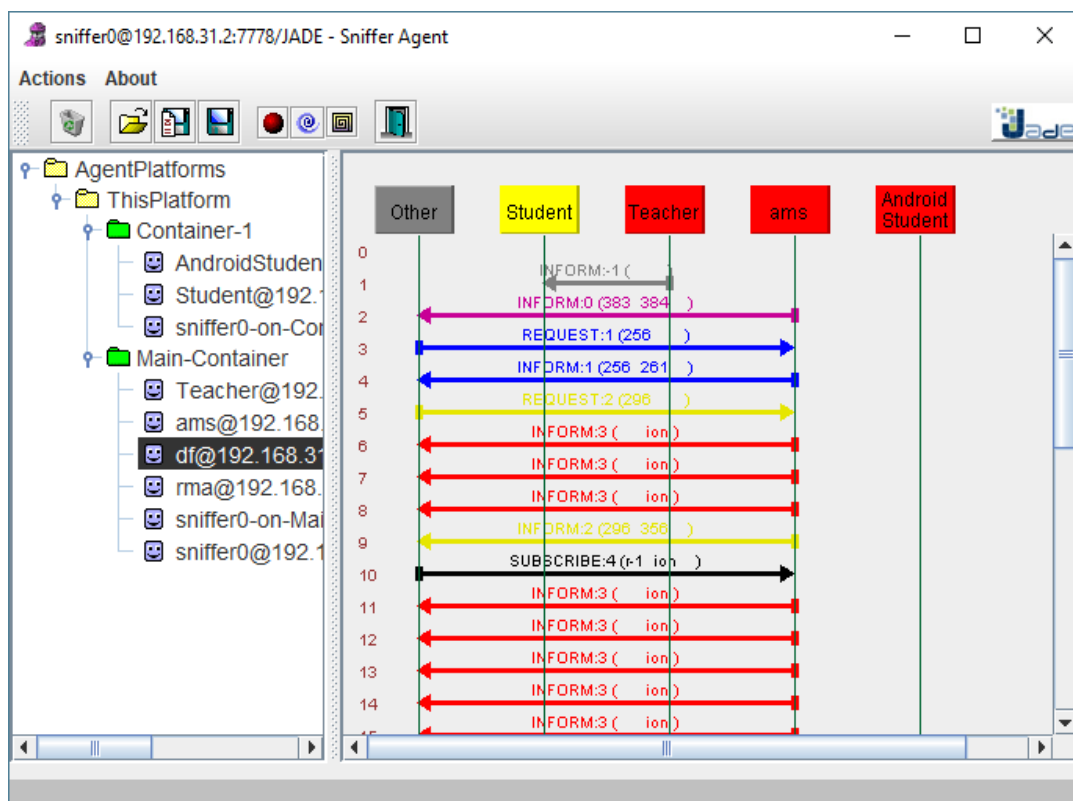 sniffer0@192.168.31.2:7778/JADE - Sniffer Agent
Actions About
Jade
AgentPlatforms
ThisPlatform
Container-1
AndroidStuden
Student@192.1
sniffer0-on-Cor
Main-Container
Teacher@192.
ams@192.168.
df@192.168.31
rma@192.168.
sniffer0-on-Mai
sniffer0@192.1
Other
Student
Teacher
ams
Android
Student
0
INFORM:-1 ( )
1
INFORM:0 (383 384 )
2
REQUEST:1 (256 )
3
INFORM:1 (256 261 )
4
REQUEST:2 (296 )
5
INFORM:3 ( ion )
6
INFORM:3 ( ion )
7
INFORM:3 ( ion )
8
INFORM:2 (296 356 )
9
SUBSCRIBE:4 (r-1 ion )
10
INFORM:3 ( ion )
11
INFORM:3 ( ion )
12
INFORM:3 ( ion )
13
INFORM:3 ( ion )
14
INFORM:3 ( ion )